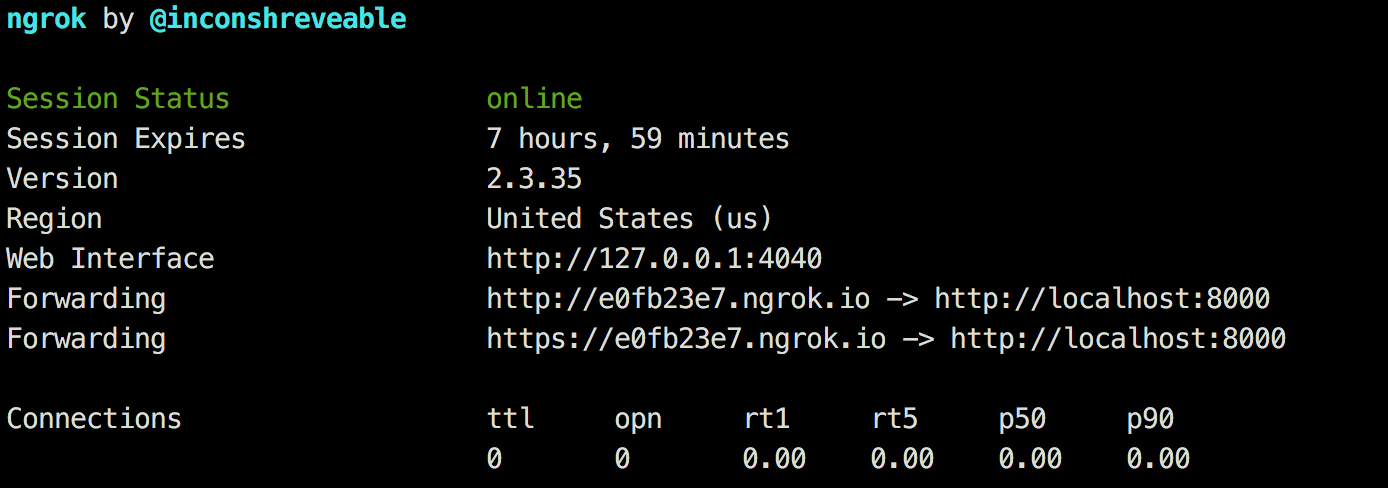 ngrok by @inconshreveable
Session Status online
Session Expires 7 hours, 59 minutes
Version 2.3.35
Region United States (us)
Web Interface http://127.0.0.1:4040
Forwarding http://e0fb23e7.ngrok.io -> http://localhost:8000
Forwarding https://e0fb23e7.ngrok.io -> http://localhost:8000
Connections ttl opn rt1 rt5 p50 p90
0 0 0.00 0.00 0.00 0.00